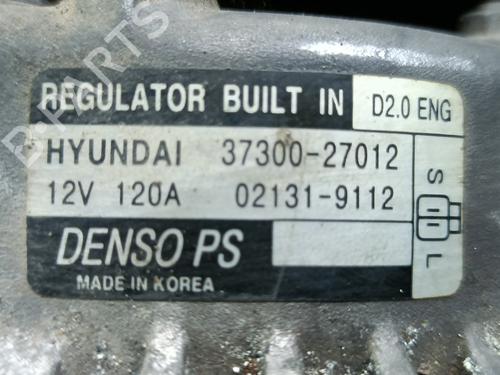 B-PARTS
REGULATOR BUILT IN D2.0 ENG
HYUNDAI 37300-27012
12V 120A 02131-9112
S
L
DENSO PS
MADE IN KOREA